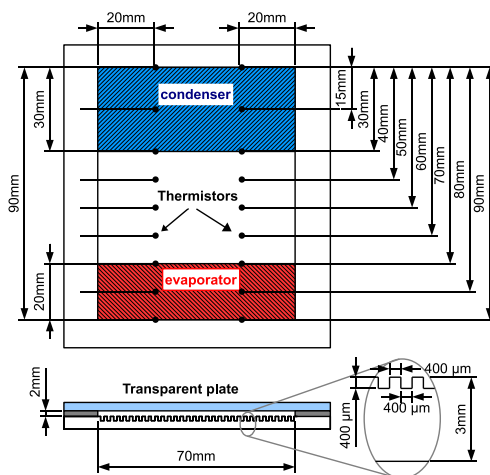 20mm
20mm
condenser
15mm
30mm
30mm
40mm
50mm
60mm
70mm
80mm
90mm
90mm
Thermistors
evaporator
20mm
2mm
Transparent plate
70mm
400 µm
400 µm
400 µm
3mm